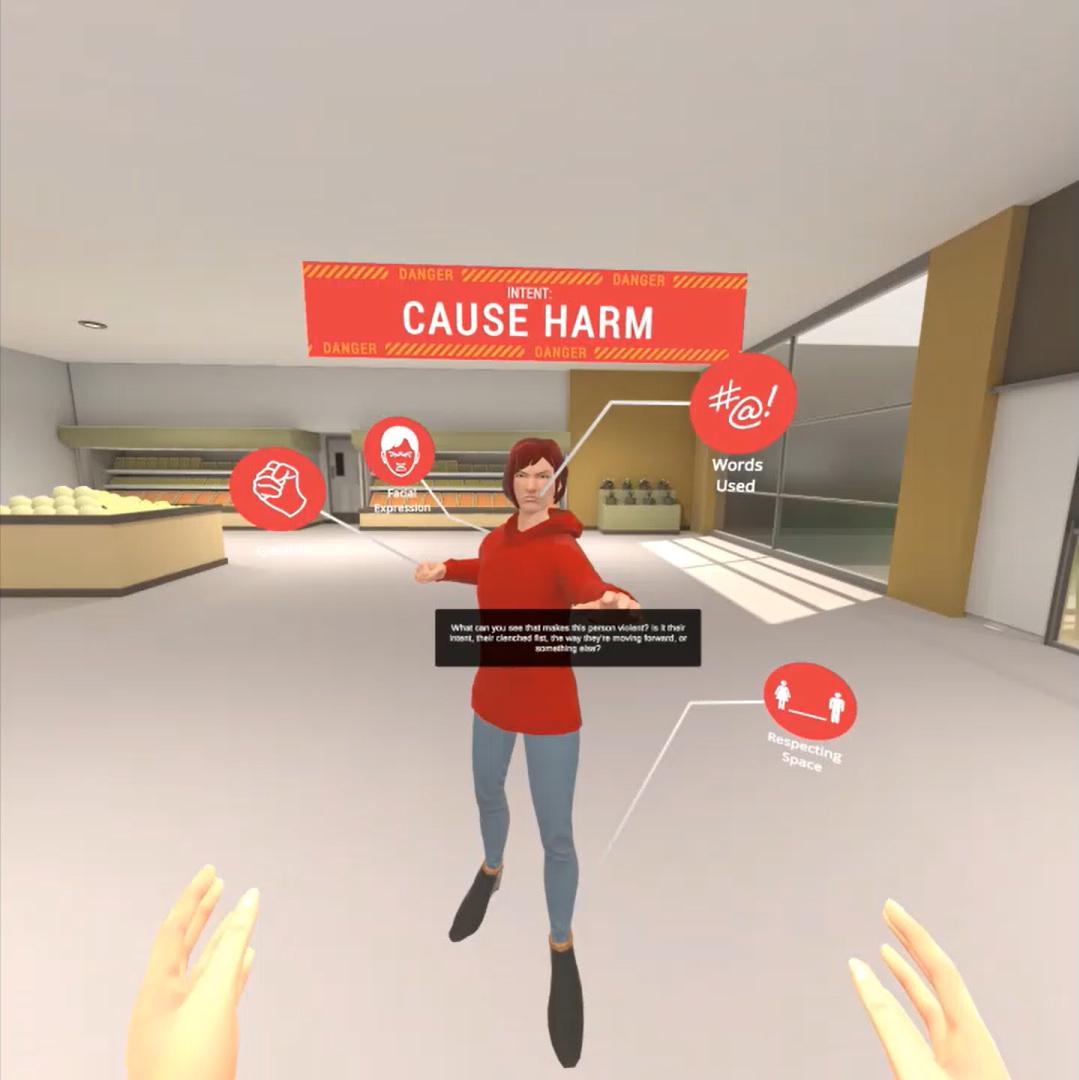 DANGER DANGER
INTENT:
CAUSE HARM
DANGER DANGER
#@!
Words
Used
Facial
Expression
What can you see that makes this person violent? Is it their
intent, their clenched fist, the way they're moving forward, or
something else?
Respecting
Space